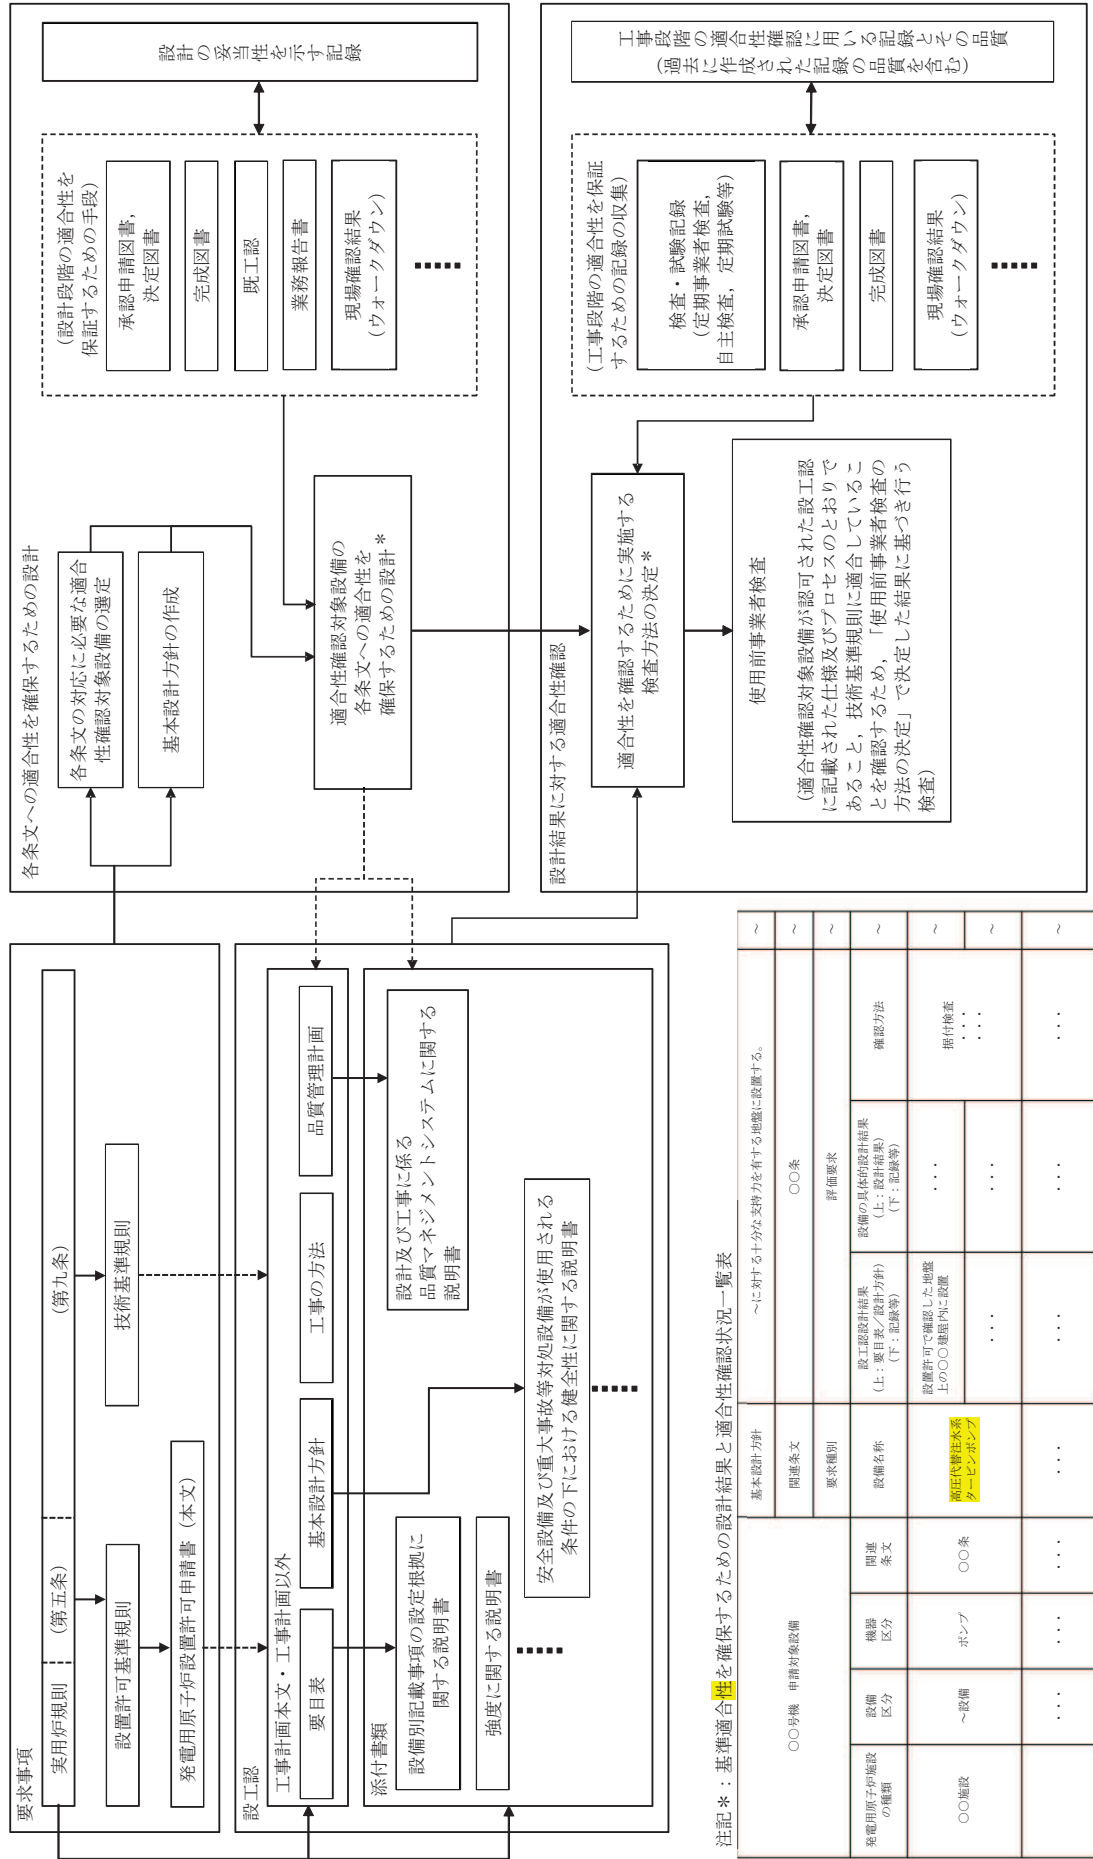 要求事項
実用炉規則
(第五条)
(第九条)
設置許可基準規則
技術基準規則
発電用原子炉設置許可申請書（本文）
設工認
工事計画本文・工事計画以外
要目表
基本設計方針
工事の方法
品質管理計画
添付書類
設備別記載事項の設定根拠に
関する説明書
強度に関する説明書
設計及び工事に係る
品質マネジメントシステムに関する
説明書
安全設備及び重大事故等対処設備が使用される
条件の下における健全性に関する説明書
各条文への適合性を確保するための設計
各条文の対応に必要な適合
性確認対象設備の選定
基本設計方針の作成
適合性確認対象設備の
各条文への適合性を
確保するための設計＊
(設計段階の適合性を
保証するための手段)
承認申請図書,
決定図書
完成図書
既工認
業務報告書
現場確認結果
(ウォークダウン)
設計の妥当性を示す記録
設計結果に対する適合性確認
適合性を確認するために実施する
検査方法の決定＊
使用前事業者検査
(適合性確認対象設備が認可された設工認
に記載された仕様及びプロセスのとおりで
あること，技術基準規則に適合しているこ
とを確認するため，「使用前事業者検査の
方法の決定」で決定した結果に基づき行う
検査)
(工事段階の適合性を保証
するための記録の収集)
検査・試験記録
(定期事業者検査,
自主検査，定期試験等)
承認申請図書,
決定図書
完成図書
現場確認結果
(ウォークダウン)
工事段階の適合性確認に用いる記録とその品質
(過去に作成された記録の品質を含む)
注記＊：基準適合性を確保するための設計結果と適合性確認状況一覧表
○○号機　申請対象設備
基本設計方針
～に対する十分な支持力を有する地盤に設置する。
～
関連条文
○○条
～
要求種別
評価要求
～
発電用原子炉施設
の種類
設備
区分
機器
区分
関連
条文
設備名称
設工認設計結果
(上：要目表／設計方針)
(下：記録等)
設備の具体的設計結果
(上：設計結果)
(下：記録等)
確認方法
～
○○施設
～設備
ポンプ
○○条
高圧代替注水系
タービンポンプ
設置許可で確認した地盤
上の○○建屋内に設置
・・・
据付検査
・・・
・・・
～
・・・
・・・
～
・・・
・・・
・・・
・・・
・・・
・・・
・・・
～